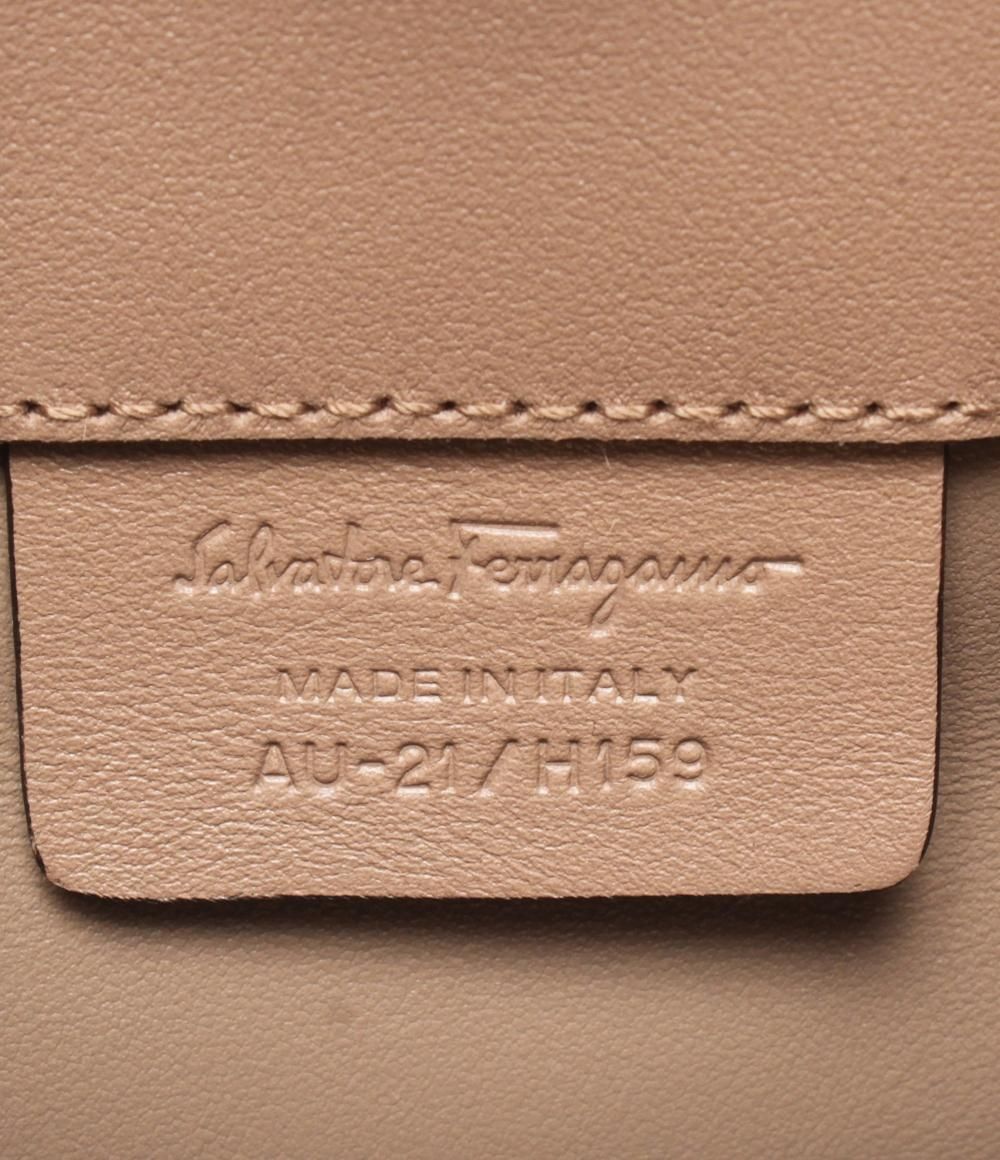 Salvatore Ferragamo
MADE IN ITALY
AU-21/H159